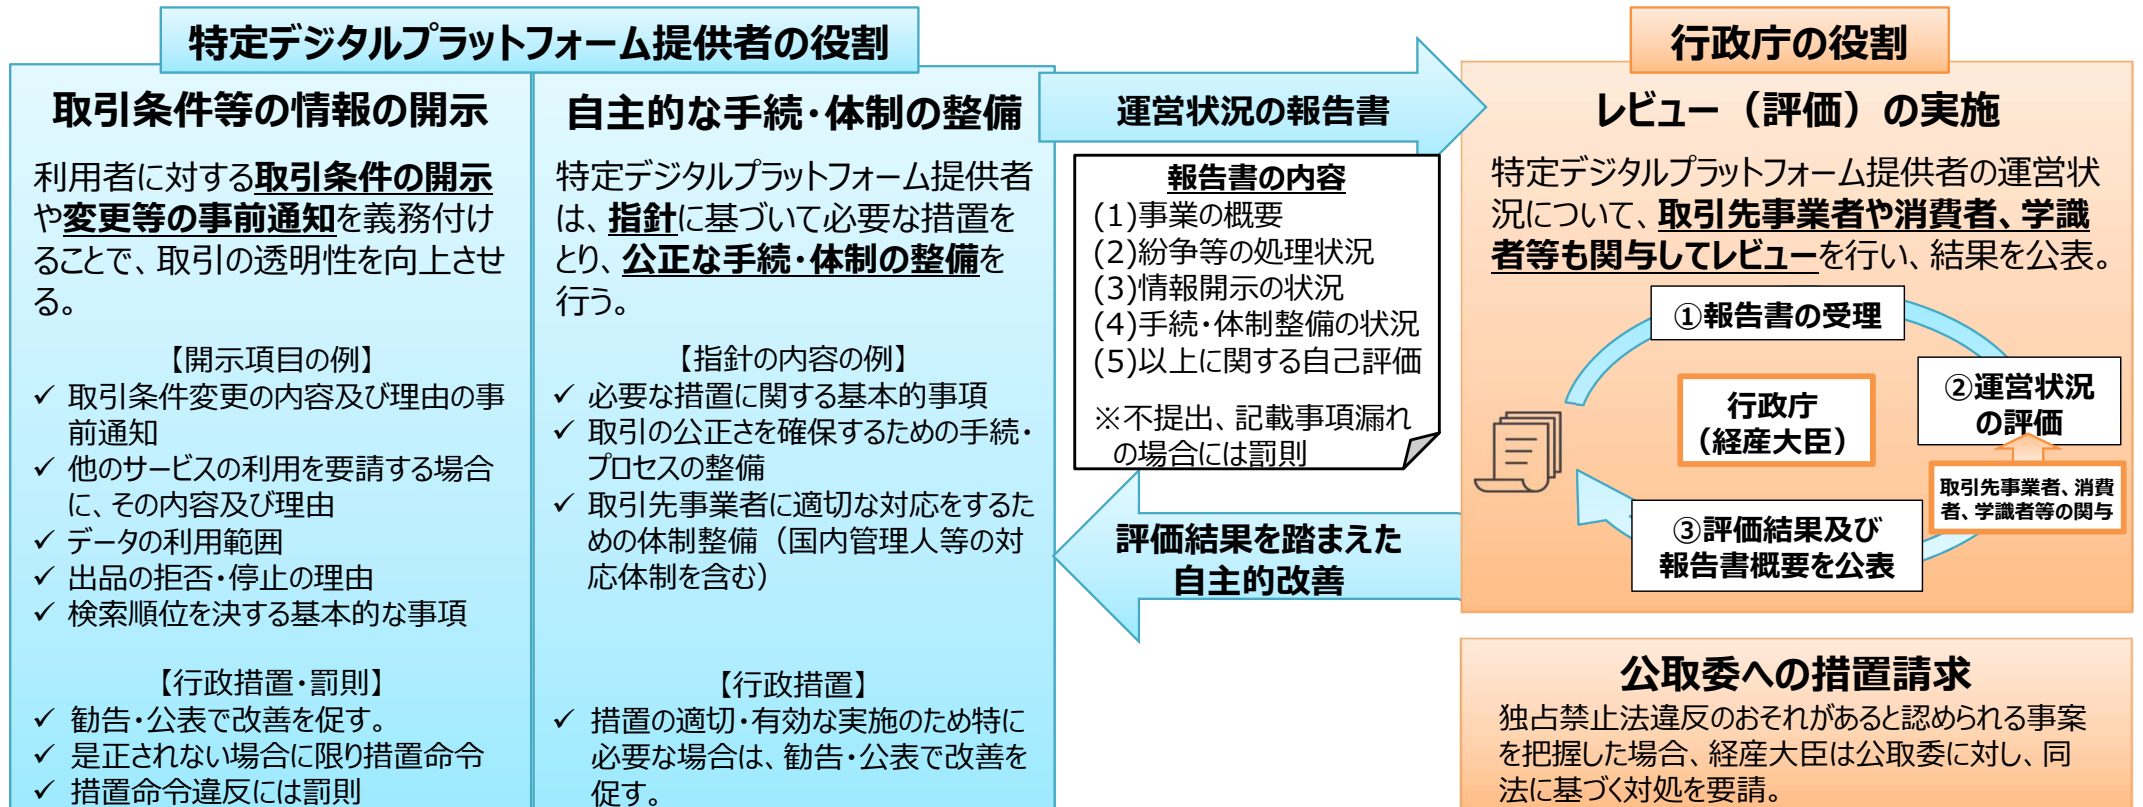 特定デジタルプラットフォーム提供者の役割
取引条件等の情報の開示
利用者に対する取引条件の開示
や変更等の事前通知を義務付け
ることで、取引の透明性を向上させ
る。
【開示項目の例】
✓ 取引条件変更の内容及び理由の事
前通知
✓ 他のサービスの利用を要請する場合
に、その内容及び理由
✓ データの利用範囲
✓ 出品の拒否・停止の理由
✓ 検索順位を決する基本的な事項
【行政措置・罰則】
✓ 勧告・公表で改善を促す。
✓ 是正されない場合に限り措置命令
✓ 措置命令違反には罰則
自主的な手続・体制の整備
特定デジタルプラットフォーム提供者
は、指針に基づいて必要な措置を
とり、公正な手続・体制の整備を
行う。
【指針の内容の例】
✓ 必要な措置に関する基本的事項
✓ 取引の公正さを確保するための手続・
プロセスの整備
✓ 取引先事業者に適切な対応をするた
めの体制整備（国内管理人等の対
応体制を含む）
【行政措置】
✓ 措置の適切・有効な実施のため特に
必要な場合は、勧告・公表で改善を
促す。
運営状況の報告書
報告書の内容
(1)事業の概要
(2)紛争等の処理状況
(3)情報開示の状況
(4)手続・体制整備の状況
(5)以上に関する自己評価
※不提出、記載事項漏れ
の場合には罰則
評価結果を踏まえた
自主的改善
行政庁の役割
レビュー（評価）の実施
特定デジタルプラットフォーム提供者の運営状
況について、取引先事業者や消費者、学識
者等も関与してレビューを行い、結果を公表。
①報告書の受理
②運営状況
の評価
行政庁
（経産大臣）
取引先事業者、消費
者、学識者等の関与
③評価結果及び
報告書概要を公表
公取委への措置請求
独占禁止法違反のおそれがあると認められる事案
を把握した場合、経産大臣は公取委に対し、同
法に基づく対処を要請。